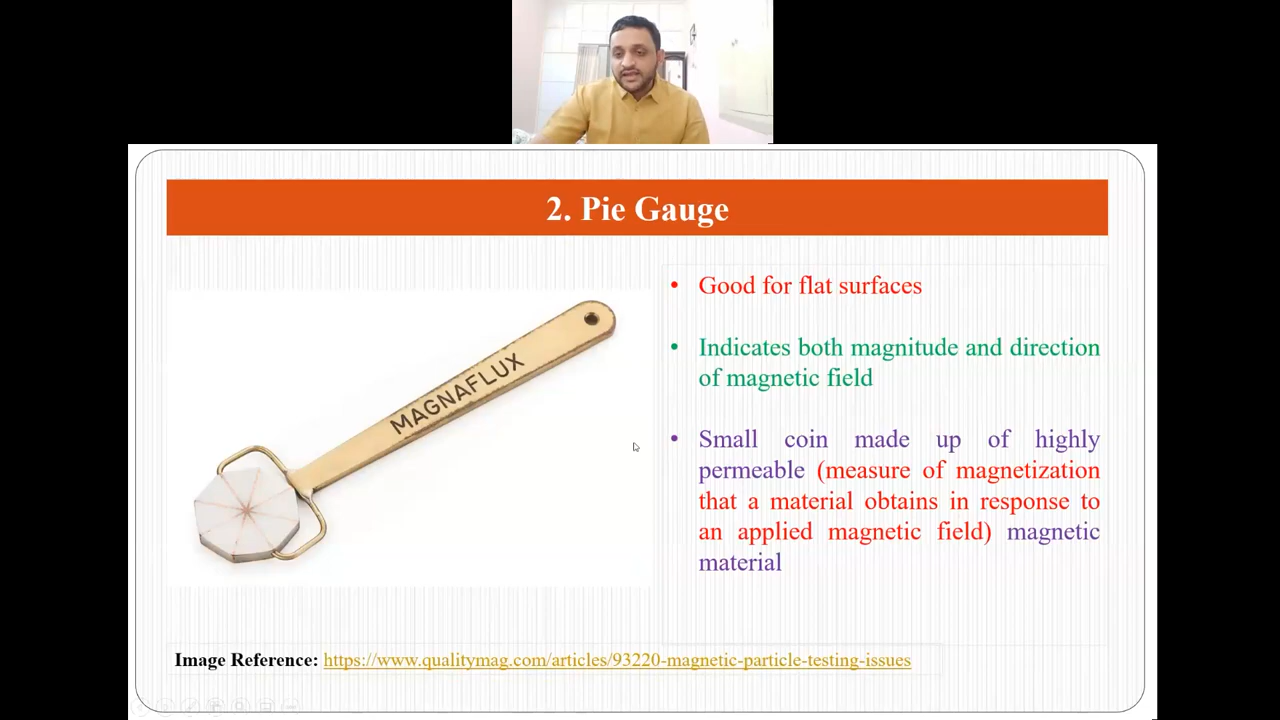 2. Pie Gauge
MAGNAFLUX
• Good for flat surfaces
• Indicates both magnitude and direction
of magnetic field
• Small coin made up of highly
permeable (measure of magnetization
that a material obtains in response to
an applied magnetic field) magnetic
material
Image Reference: https://www.qualitymag.com/articles/93220-magnetic-particle-testing-issues